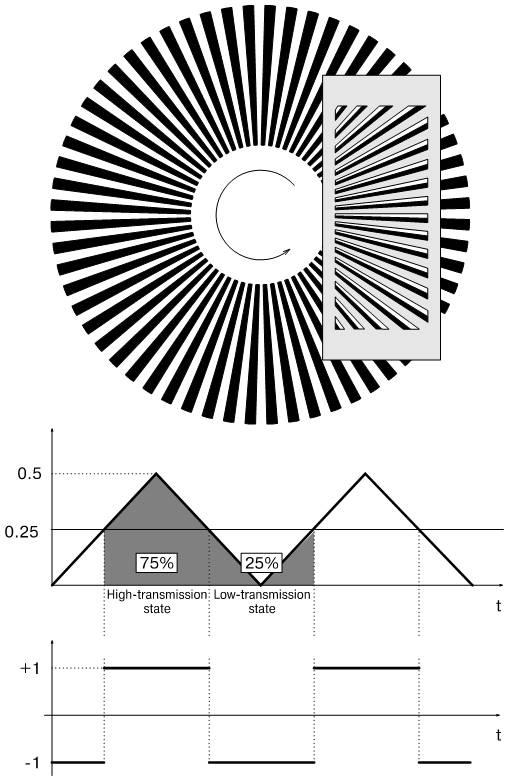 0.5
0.25
75%
25%
High-transmission
state
Low-transmission
state
t
+1
t
-1